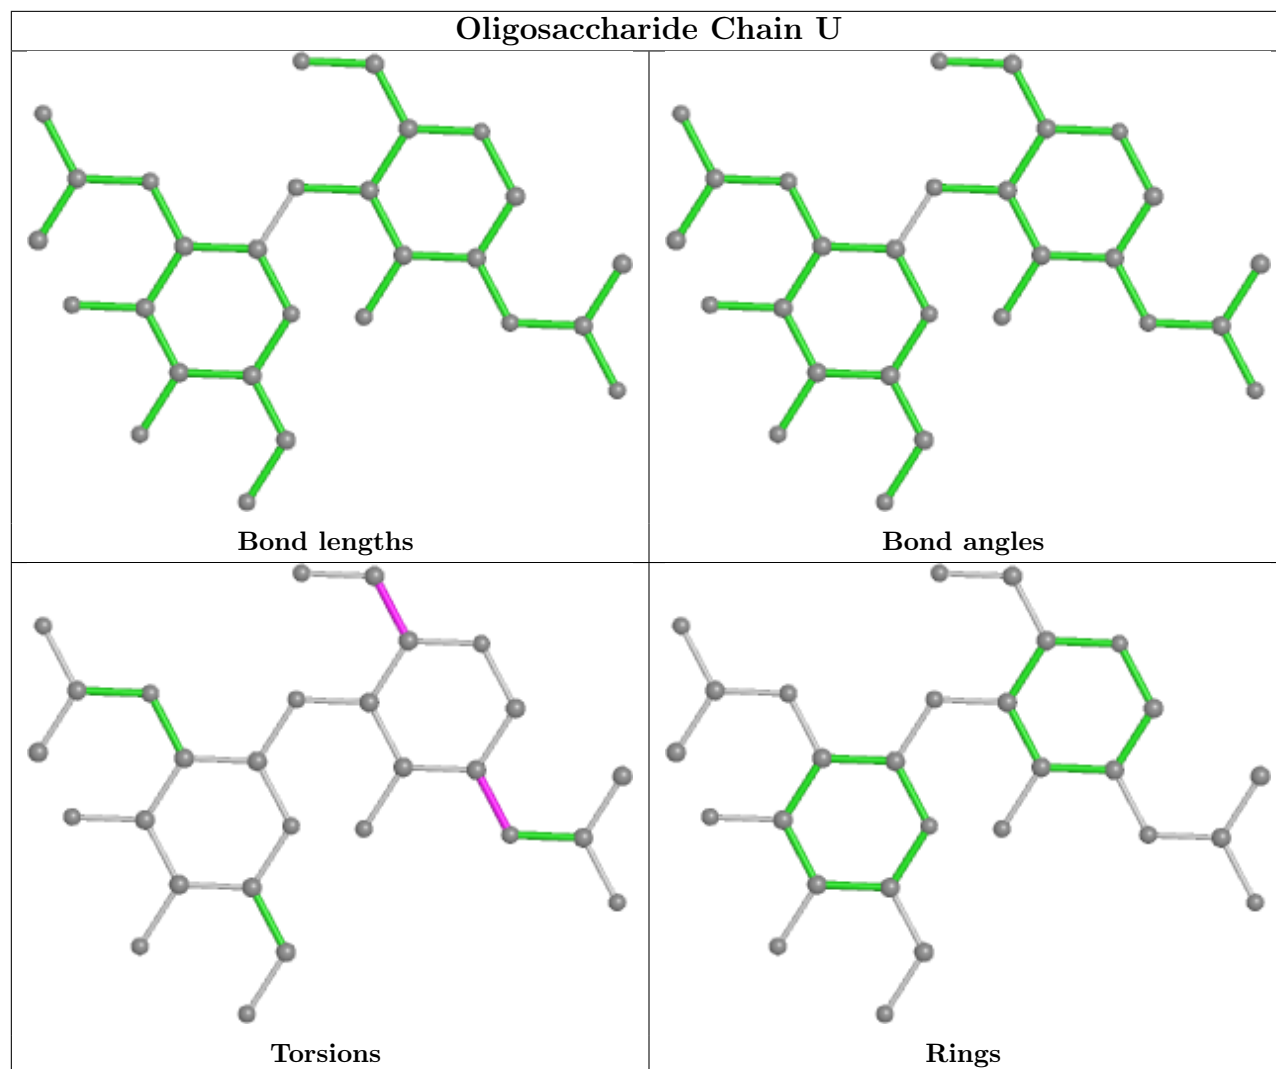 Oligosaccharide Chain U
Bond lengths
Bond angles
Torsions
Rings